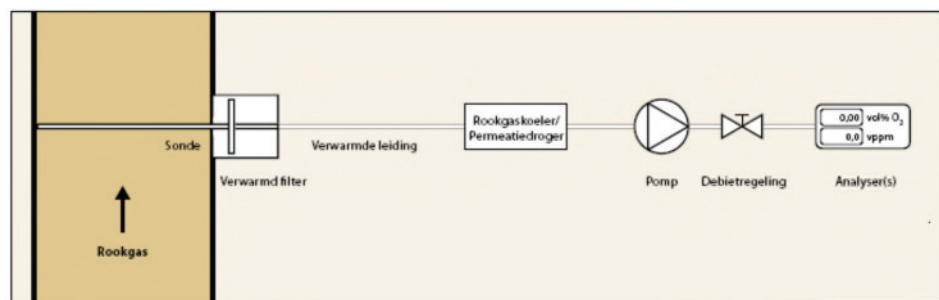 Rookgaskoeler/
Permeatiedroger
0,00 vol% O2
0,0 vppm
Sonde
Verwarmde leiding
Verwarmd filter
Pomp
Debietregeling
Analyser(s)
Rookgas